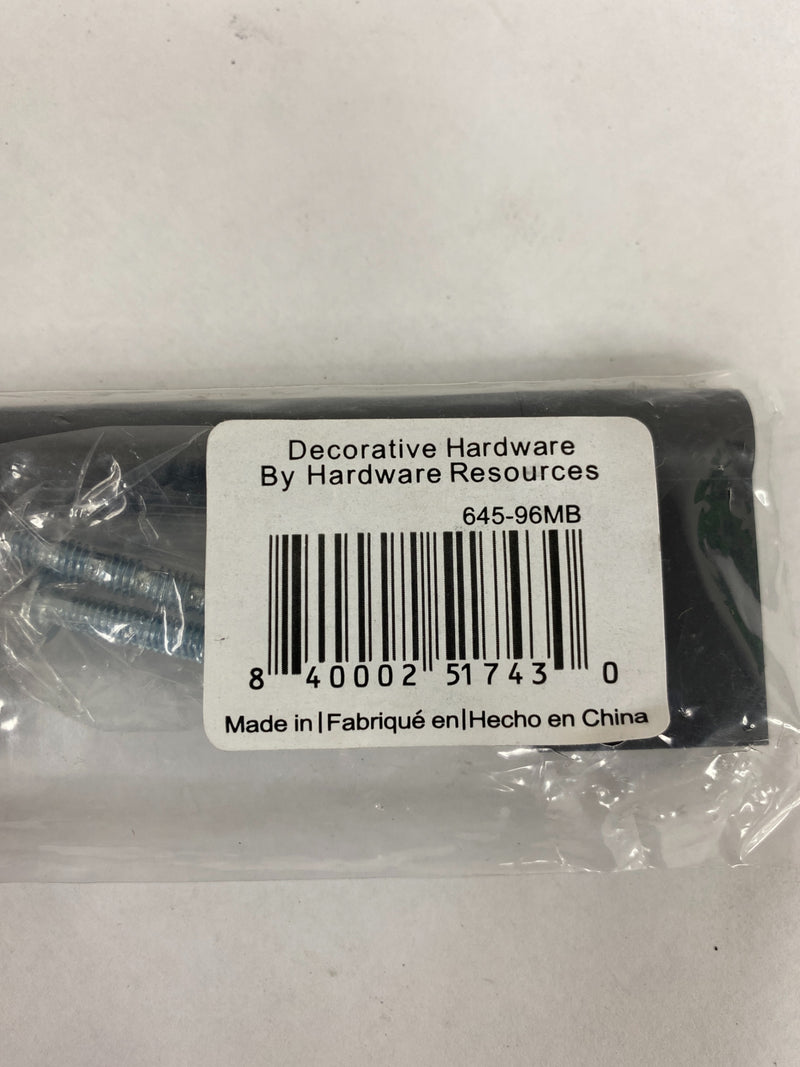 Decorative Hardware
By Hardware Resources
645-96MB
8 40002 51743 0
Made in|Fabriqué en|Hecho en China